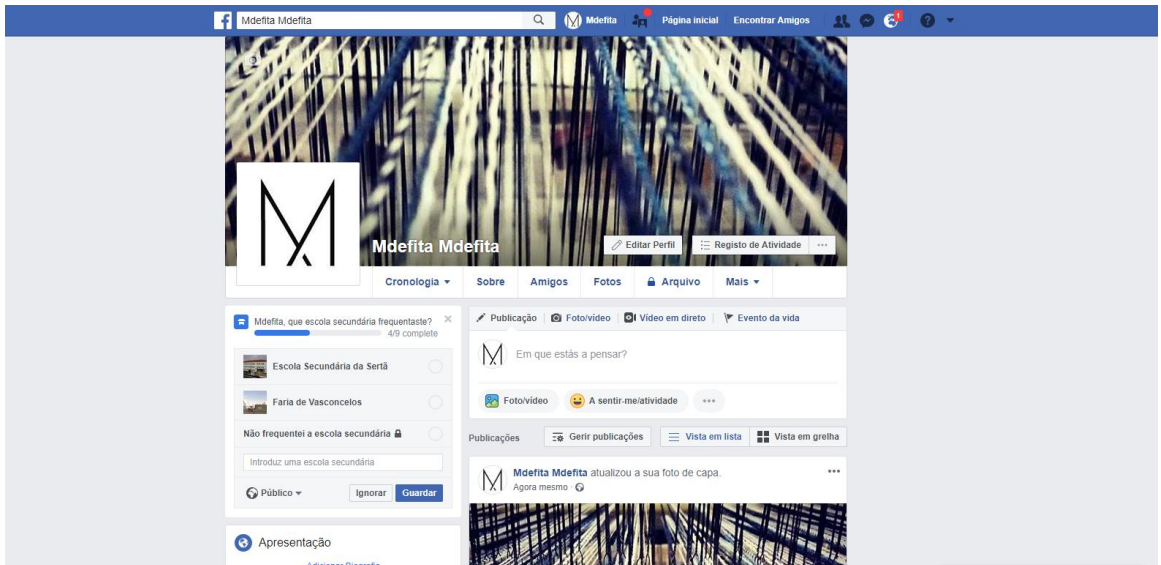 Mdefita Mdefita
Mdefita
Página inicial
Encontrar Amigos
1
Mdefita Mdefita
Editar Perfil
Registo de Atividade
Cronologia
Sobre
Amigos
Fotos
Arquivo
Mais
Mdefita, que escola secundária frequentaste?
4/9 complete
Escola Secundária da Sertã
Faria de Vasconcelos
Não frequentei a escola secundária
Introduz uma escola secundária
Público
Ignorar
Guardar
Apresentação
Adicionar Biografia
Publicação
Foto/vídeo
Vídeo em direto
Evento da vida
Em que estás a pensar?
Foto/vídeo
A sentir-me/atividade
Publicações
Gerir publicações
Vista em lista
Vista em grelha
Mdefita Mdefita atualizou a sua foto de capa.
Agora mesmo ·